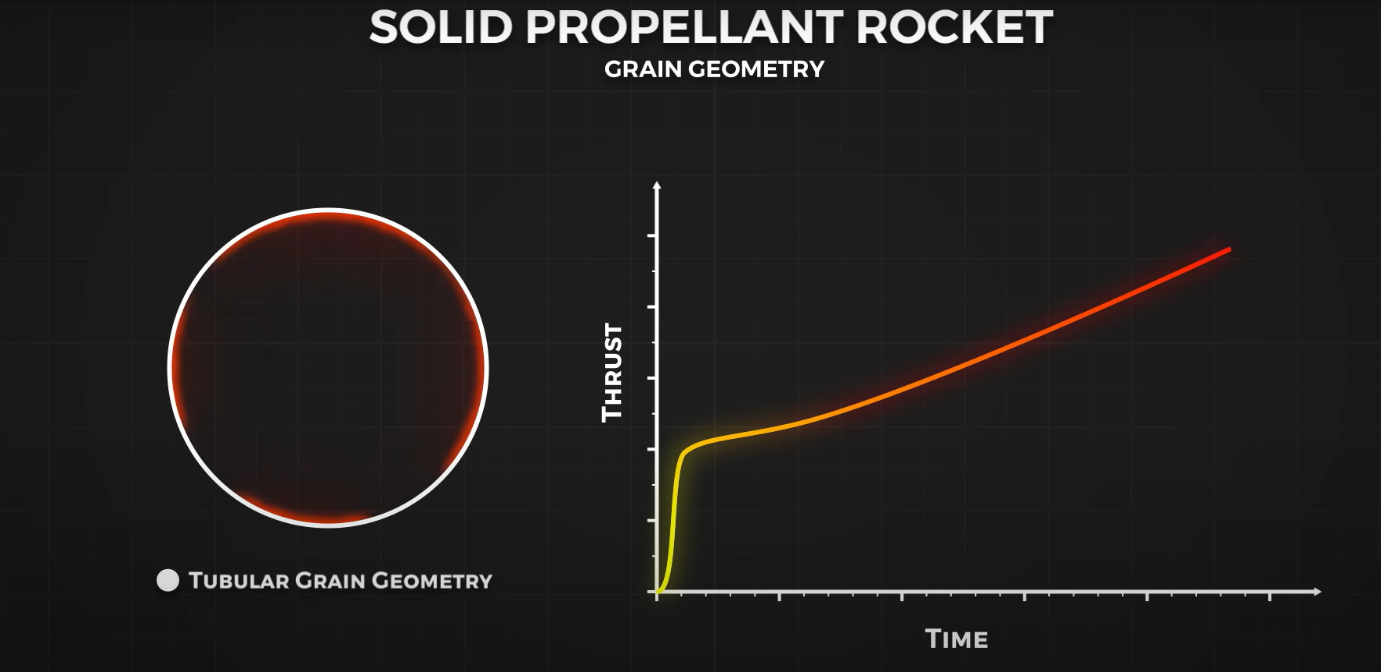 SOLID PROPELLANT ROCKET
GRAIN GEOMETRY
THRUST
TUBULAR GRAIN GEOMETRY
TIME